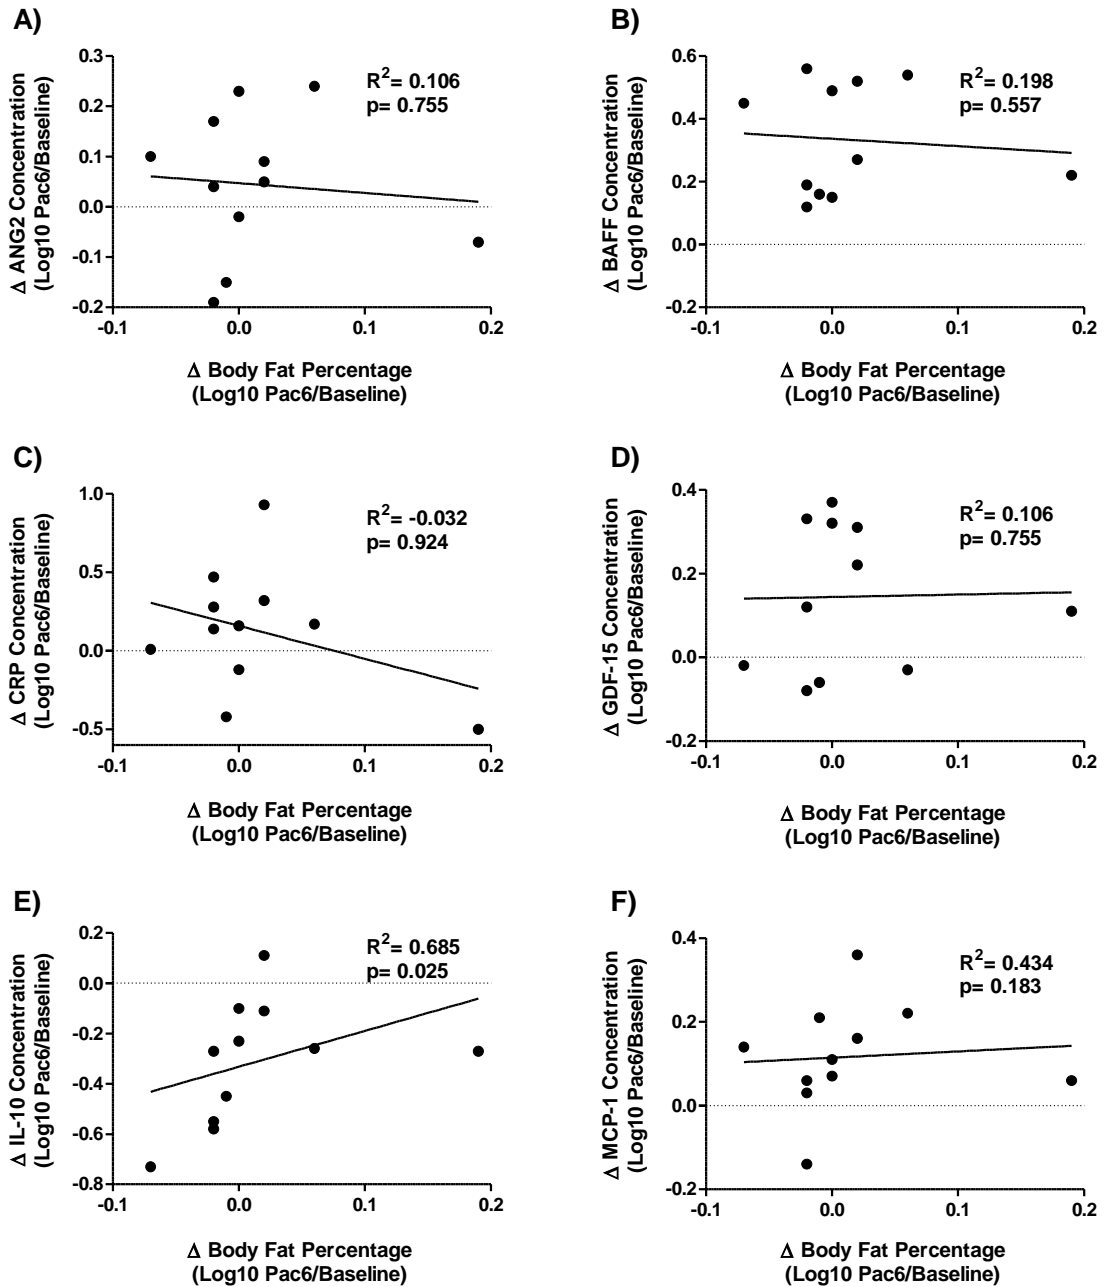 A)
Δ ANG2 Concentration
(Log10 Pac6/Baseline)
0.3
0.2
0.1
0.0
-0.1
-0.2
R2= 0.106
p= 0.755
-0.1 0.0 0.1 0.2
Δ Body Fat Percentage
(Log10 Pac6/Baseline)
B)
Δ BAFF Concentration
(Log10 Pac6/Baseline)
0.6
0.4
0.2
0.0
-0.2
R2= 0.198
p= 0.557
-0.1 0.0 0.1 0.2
Δ Body Fat Percentage
(Log10 Pac6/Baseline)
C)
Δ CRP Concentration
(Log10 Pac6/Baseline)
1.0
0.5
0.0
-0.5
R2= -0.032
p= 0.924
-0.1 0.0 0.1 0.2
Δ Body Fat Percentage
(Log10 Pac6/Baseline)
D)
Δ GDF-15 Concentration
(Log10 Pac6/Baseline)
0.4
0.2
0.0
-0.2
R2= 0.106
p= 0.755
-0.1 0.0 0.1 0.2
Δ Body Fat Percentage
(Log10 Pac6/Baseline)
E)
Δ IL-10 Concentration
(Log10 Pac6/Baseline)
0.2
0.0
-0.2
-0.4
-0.6
-0.8
R2= 0.685
p= 0.025
-0.1 0.0 0.1 0.2
Δ Body Fat Percentage
(Log10 Pac6/Baseline)
F)
Δ MCP-1 Concentration
(Log10 Pac6/Baseline)
0.4
0.2
0.0
-0.2
R2= 0.434
p= 0.183
-0.1 0.0 0.1 0.2
Δ Body Fat Percentage
(Log10 Pac6/Baseline)